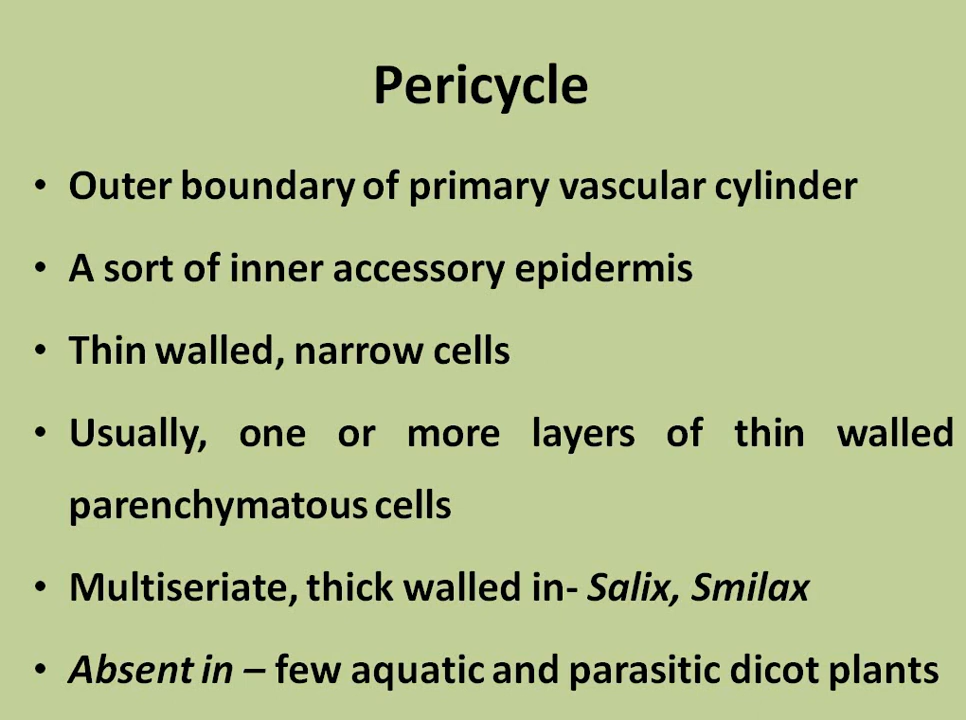 Pericycle
• Outer boundary of primary vascular cylinder
• A sort of inner accessory epidermis
• Thin walled, narrow cells
• Usually, one or more layers of thin walled
parenchymatous cells
• Multiseriate, thick walled in- Salix, Smilax
• Absent in – few aquatic and parasitic dicot plants